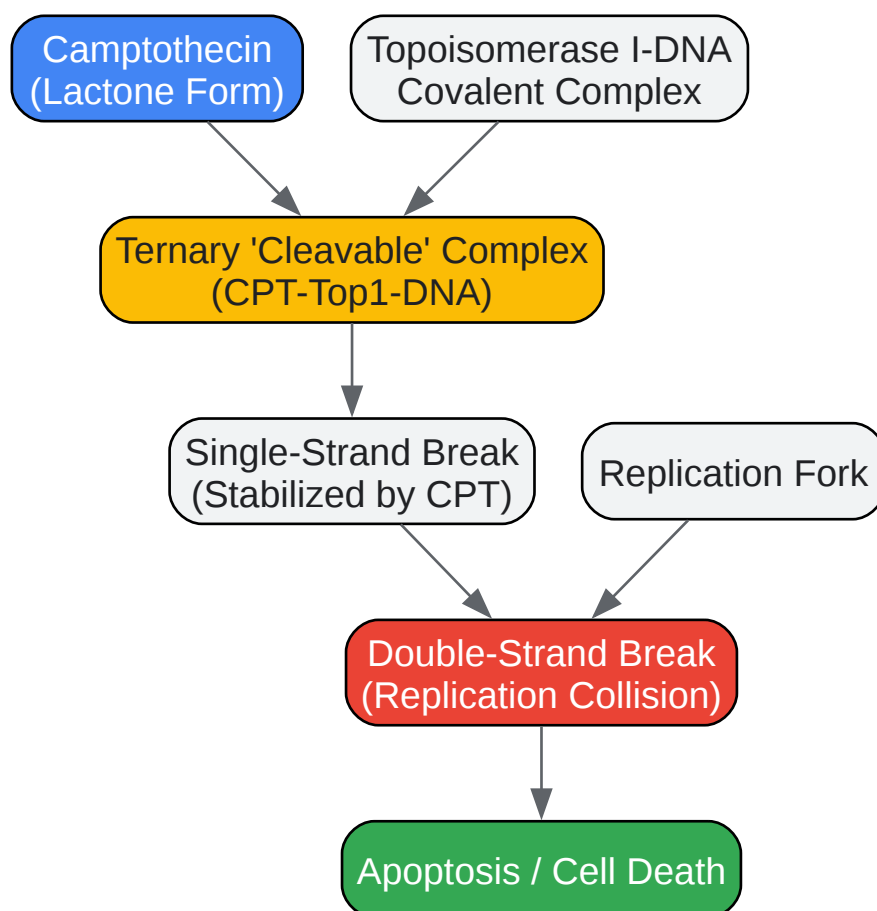 Camptothecin
(Lactone Form)
Topoisomerase I-DNA
Covalent Complex
Ternary 'Cleavable' Complex
(CPT-Top1-DNA)
Single-Strand Break
(Stabilized by CPT)
Replication Fork
Double-Strand Break
(Replication Collision)
Apoptosis / Cell Death